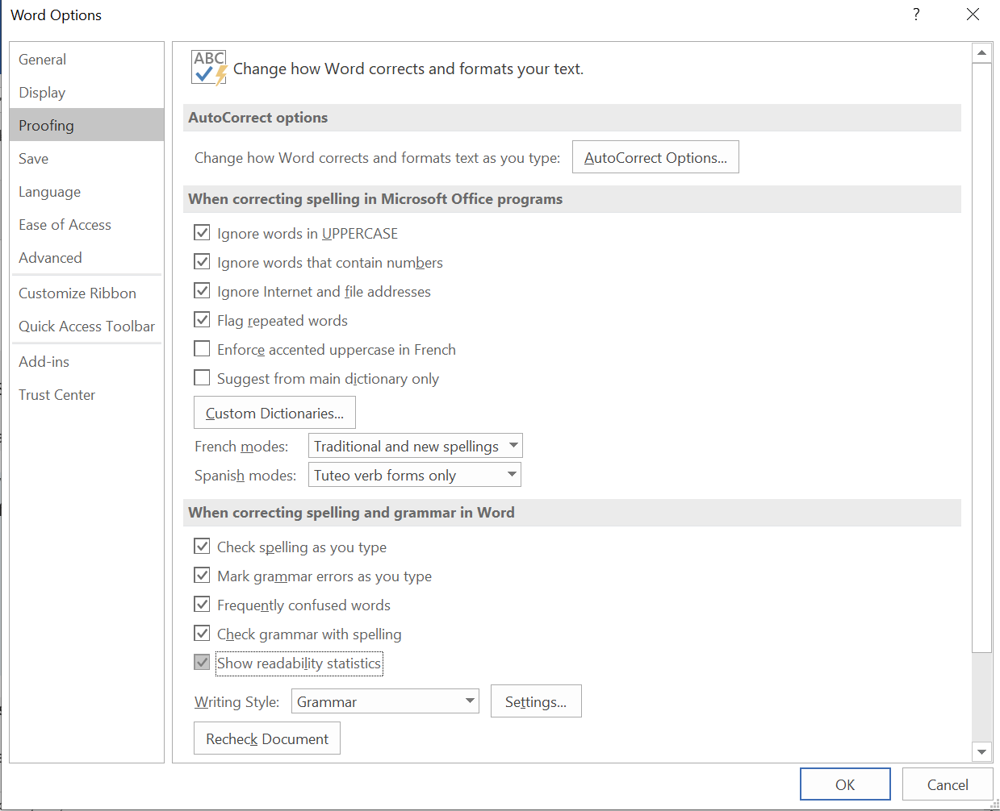 Word Options
?
General
Display
Proofing
Save
Language
Ease of Access
Advanced
Customize Ribbon
Quick Access Toolbar
Add-ins
Trust Center
ABC
Change how Word corrects and formats your text.
AutoCorrect options
Change how Word corrects and formats text as you type: AutoCorrect Options...
When correcting spelling in Microsoft Office programs
Ignore words in UPPERCASE
Ignore words that contain numbers
Ignore Internet and file addresses
Flag repeated words
Enforce accented uppercase in French
Suggest from main dictionary only
Custom Dictionaries...
French modes: Traditional and new spellings
Spanish modes: Tuteo verb forms only
When correcting spelling and grammar in Word
Check spelling as you type
Mark grammar errors as you type
Frequently confused words
Check grammar with spelling
Show readability statistics
Writing Style: Grammar Settings...
Recheck Document
OK Cancel